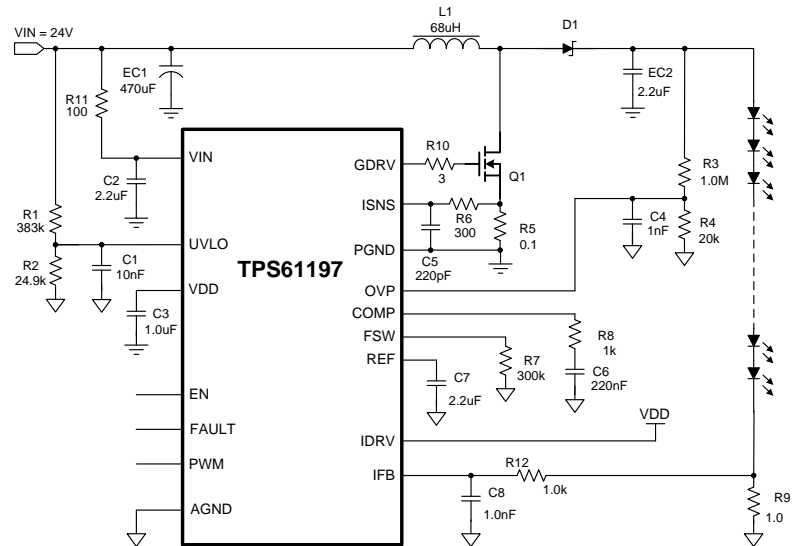 VIN = 24V
L1
68uH
D1
EC1
470uF
EC2
2.2uF
R11
100
R10
3
Q1
R3
1.0M
VIN
GDRV
C2
2.2uF
ISNS
R6
300
R5
0.1
C4
1nF
R4
20k
R1
383k
UVLO
PGND
C5
220pF
R2
24.9k
C1
10nF
TPS61197
VDD
OVP
C3
1.0uF
COMP
FSW
R8
1k
REF
R7
300k
C6
220nF
C7
2.2uF
EN
FAULT
VDD
IDRV
PWM
IFB
R12
1.0k
C8
1.0nF
R9
1.0
AGND